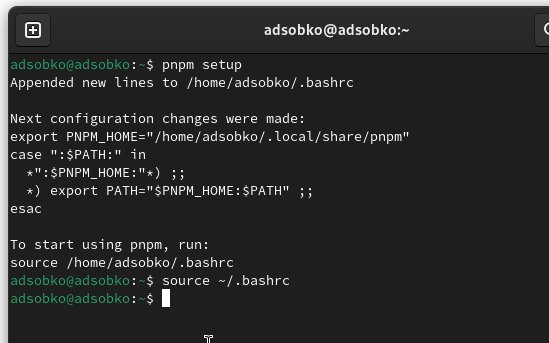 adsobko@adsobko:~
adsobko@adsobko:~$ pnpm setup
Appended new lines to /home/adsobko/.bashrc

Next configuration changes were made:
export PNPM_HOME="/home/adsobko/.local/share/pnpm"
case ":$PATH:" in
  *":$PNPM_HOME:"*) ;;
  *) export PATH="$PNPM_HOME:$PATH" ;;
esac

To start using pnpm, run:
source /home/adsobko/.bashrc
adsobko@adsobko:~$ source ~/.bashrc
adsobko@adsobko:~$